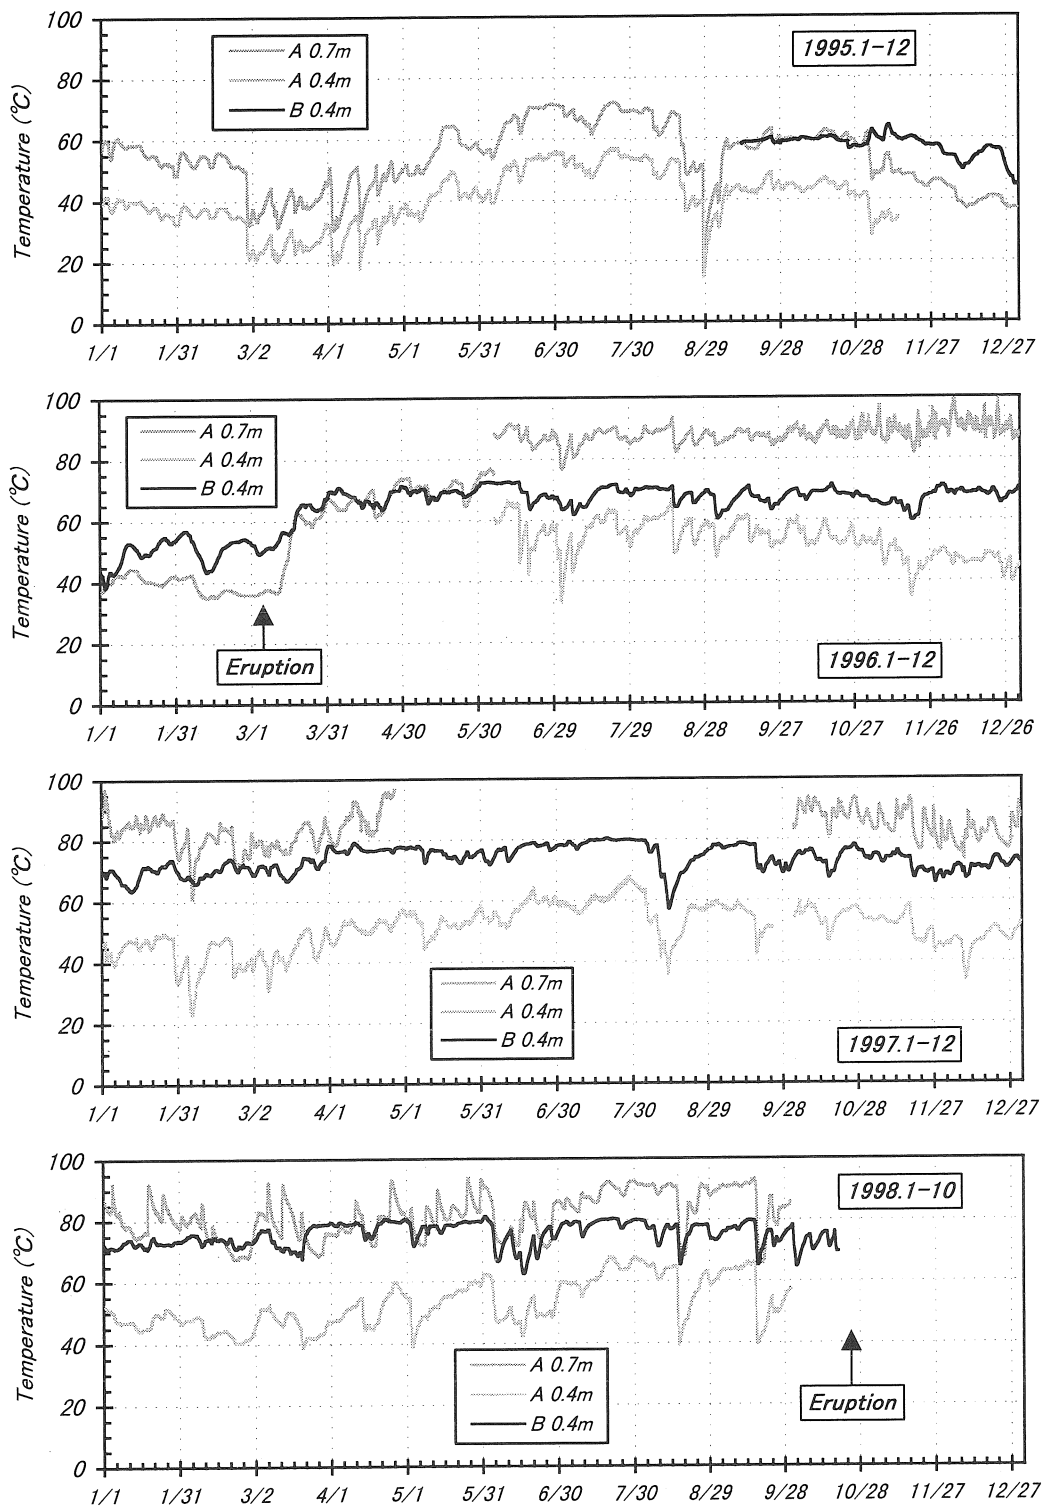 100
80
60
40
20
0
Temperature (℃)
A 0.7m
A 0.4m
B 0.4m
1995.1-12
1/1 1/31 3/2 4/1 5/1 5/31 6/30 7/30 8/29 9/28 10/28 11/27 12/27
100
80
60
40
20
0
Temperature (℃)
A 0.7m
A 0.4m
B 0.4m
Eruption
1996.1-12
1/1 1/31 3/1 3/31 4/30 5/30 6/29 7/29 8/28 9/27 10/27 11/26 12/26
100
80
60
40
20
0
Temperature (℃)
A 0.7m
A 0.4m
B 0.4m
1997.1-12
1/1 1/31 3/2 4/1 5/1 5/31 6/30 7/30 8/29 9/28 10/28 11/27 12/27
100
80
60
40
20
0
Temperature (℃)
1998.1-10
A 0.7m
A 0.4m
B 0.4m
Eruption
1/1 1/31 3/2 4/1 5/1 5/31 6/30 7/30 8/29 9/28 10/28 11/27 12/27